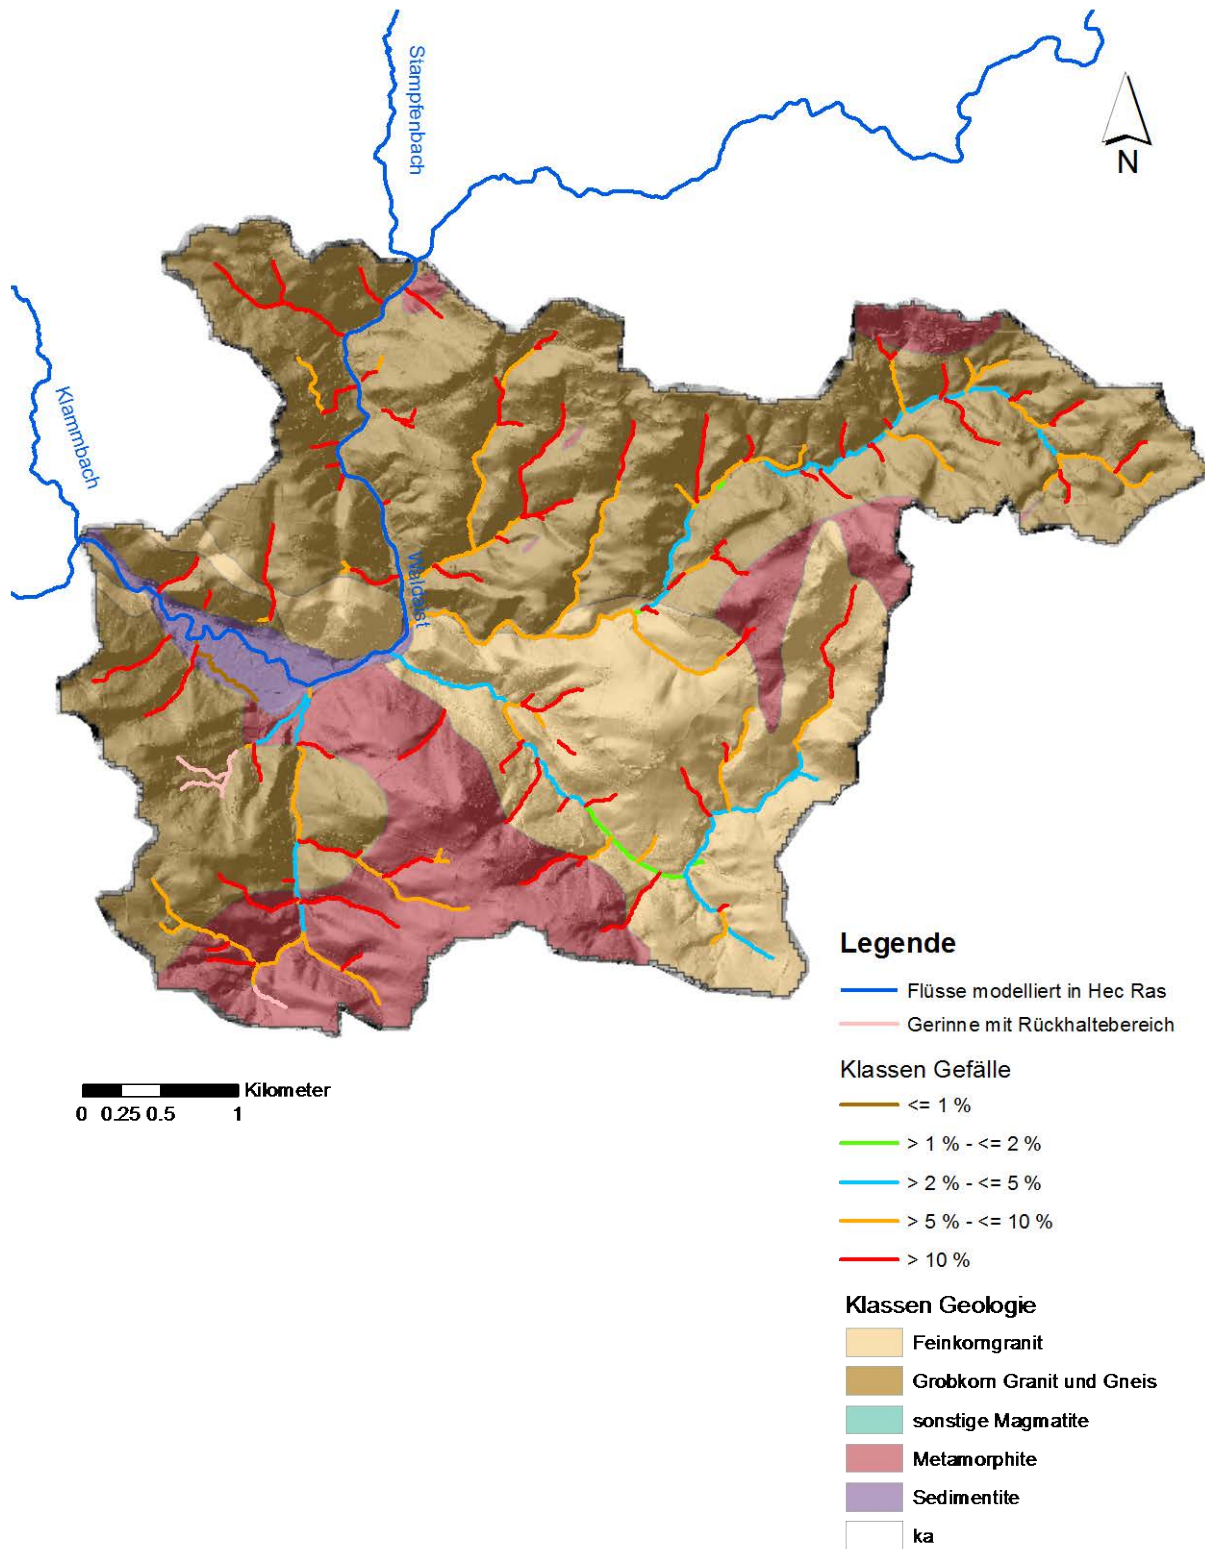 Stampfenbach
N
Klammbach
Waldaist
Legende
Flüsse modelliert in Hec Ras
Gerinne mit Rückhaltebereich
Kilometer
0 0.25 0.5 1
Klassen Gefälle
<= 1 %
> 1 % - <= 2 %
> 2 % - <= 5 %
> 5 % - <= 10 %
> 10 %
Klassen Geologie
Feinkorngranit
Grobkorn Granit und Gneis
sonstige Magmatite
Metamorphite
Sedimentite
ka